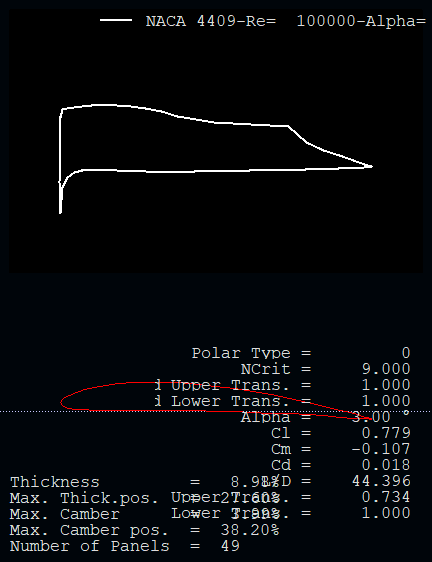 NACA 4409-Re=  100000-Alpha=
Polar Type = 0
NCrit = 9.000
Upper Trans. = 1.000
Lower Trans. = 1.000
Alpha = 3.00 °
Cl = 0.779
Cm = -0.107
Cd = 0.018
Thickness = 8.98% L/D = 44.396
Max. Thick.pos. = 27.60% Upper Trans. = 0.734
Max. Camber = Lower Trans. = 1.000
Max. Camber pos. = 38.20%
Number of Panels = 49